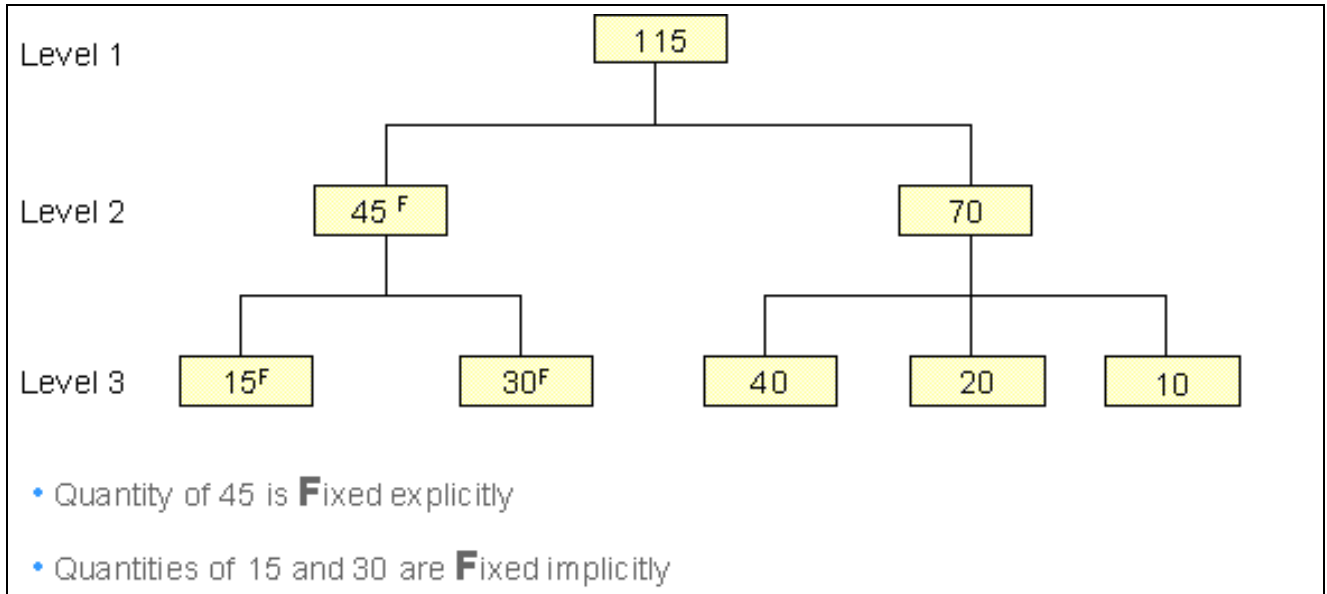 Level 1
115
Level 2
45 F
70
Level 3
15F
30F
40
20
10
• Quantity of 45 is Fixed explicitly
• Quantities of 15 and 30 are Fixed implicitly